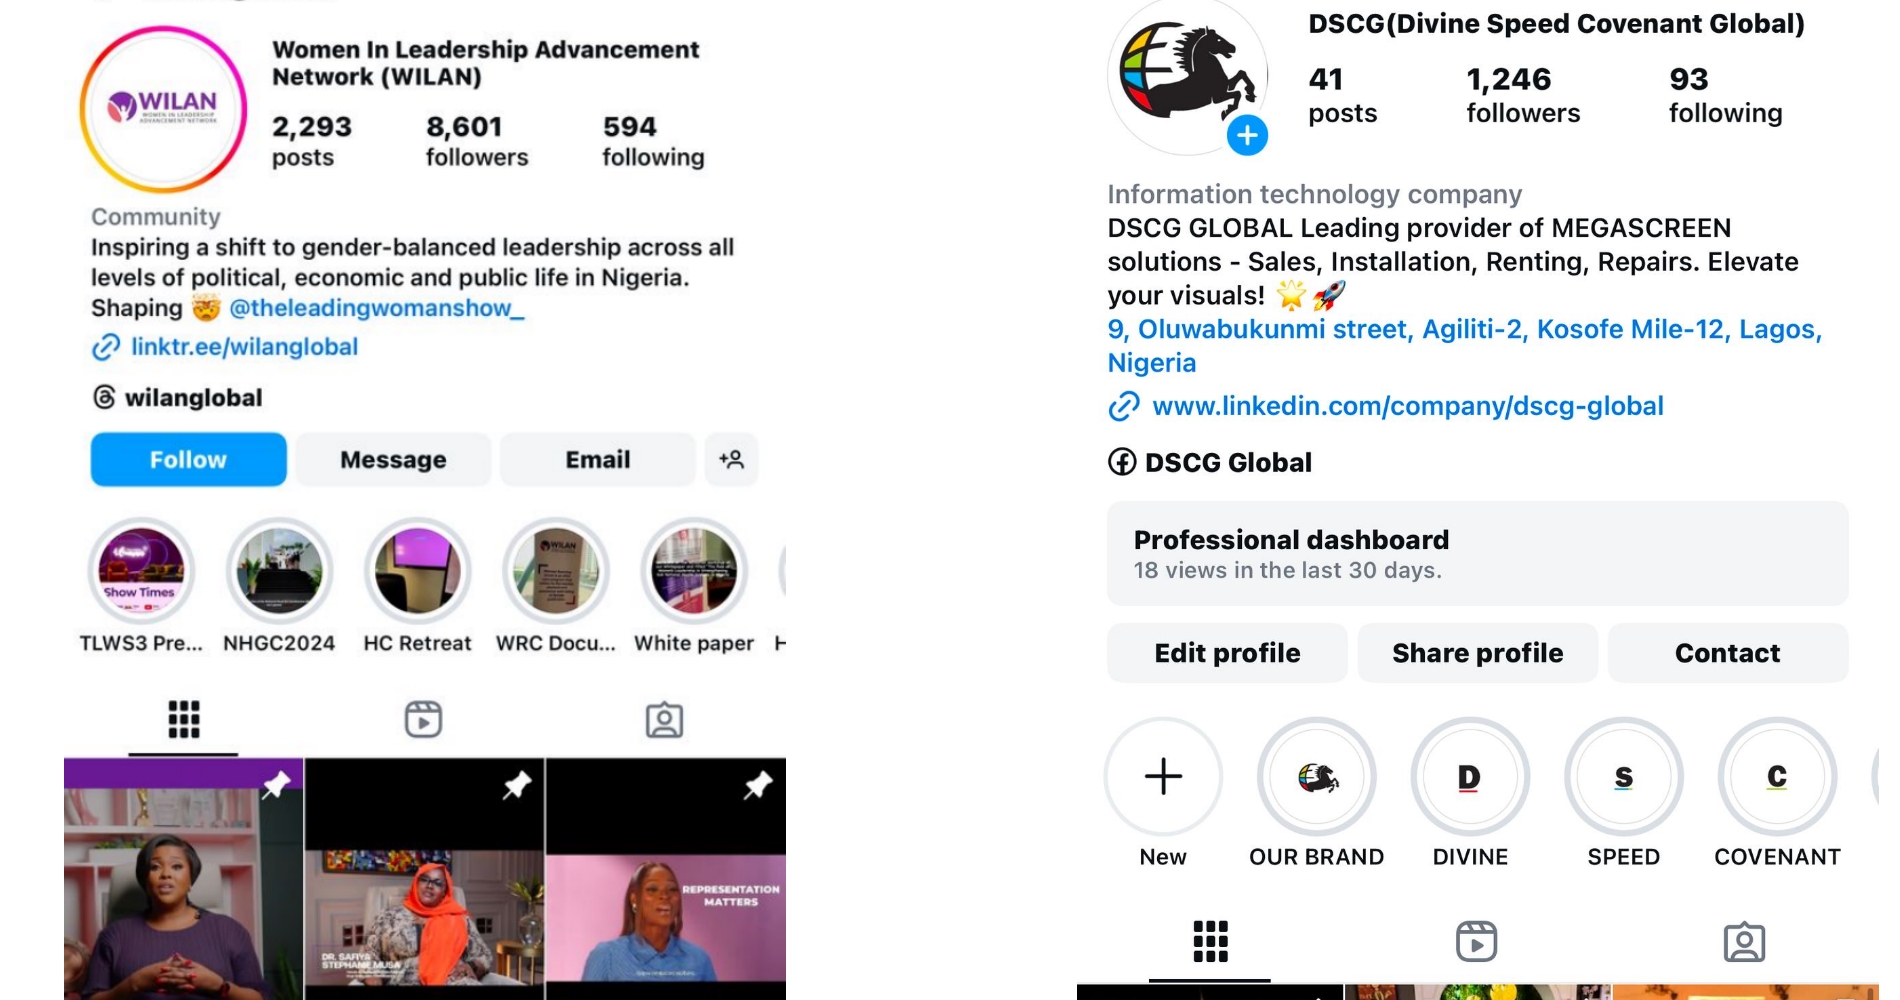 Women In Leadership Advancement
Network (WILAN)
WILAN
WOMEN IN LEADERSHIP
ADVANCEMENT NETWORK
2,293 8,601 594
posts followers following
Community
Inspiring a shift to gender-balanced leadership across all
levels of political, economic and public life in Nigeria.
Shaping 🤯 @theleadingwomanshow_
linktr.ee/wilanglobal
wilanglobal
Follow Message Email
Show Times
WILAN
TLWS3 Pre... NHGC2024 HC Retreat WRC Docu... White paper H
DR. SAFIYA
STEPHANIE MUSA
REPRESENTATION
MATTERS
DSCG(Divine Speed Covenant Global)
41 1,246 93
posts followers following
Information technology company
DSCG GLOBAL Leading provider of MEGASCREEN
solutions - Sales, Installation, Renting, Repairs. Elevate
your visuals! 🌟🚀
9, Oluwabukunmi street, Agiliti-2, Kosofe Mile-12, Lagos,
Nigeria
www.linkedin.com/company/dscg-global
DSCG Global
Professional dashboard
18 views in the last 30 days.
Edit profile Share profile Contact
D S C
New OUR BRAND DIVINE SPEED COVENANT